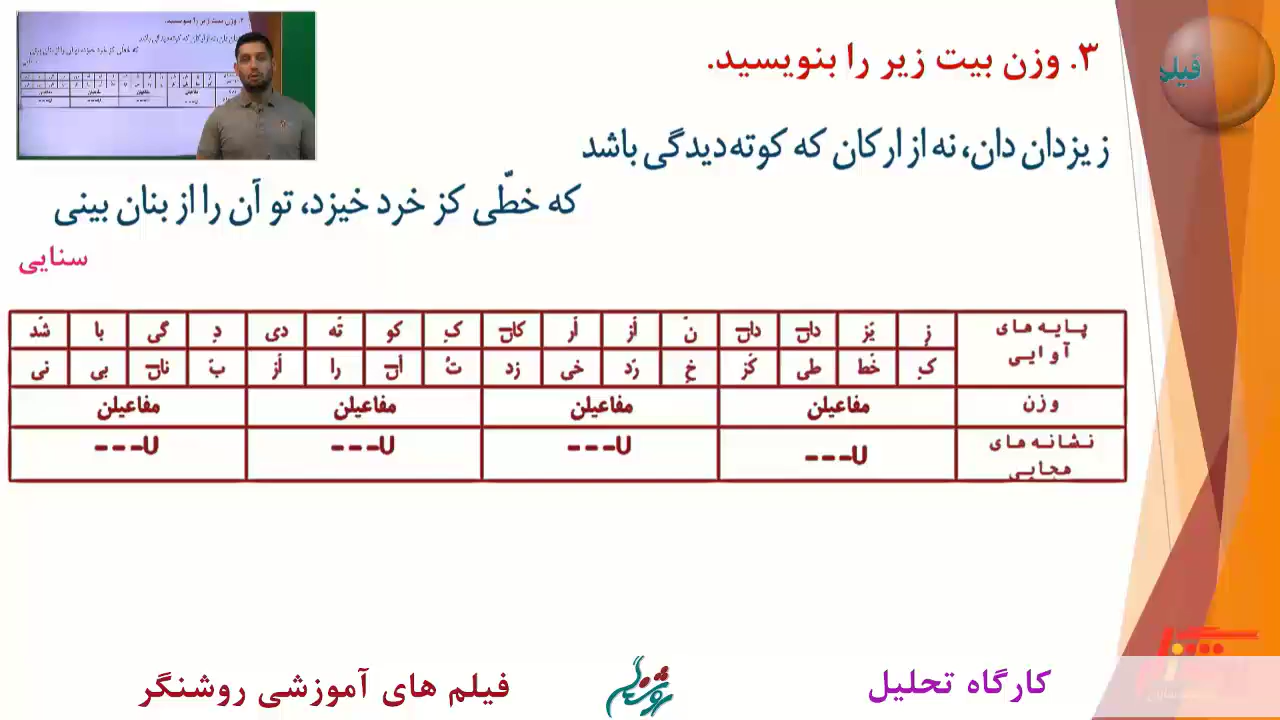 ۳. وزن بیت زیر را بنویسید.
فیلم
ز یزدان دان، نه از ارکان که کوته‌دیدگی باشد
که خطّی کز خرد خیزد، تو آن را از بنان بینی
سنایی
پایه های آوایی زِ یَز دان دان نَ اَز اَر کان کِ کو تَه دی دِ گی با شَد
کِ خَط طی کَز خِ رَد خی زد تُ آن را اَز بَ نان بی نی
وزن مفاعیلن مفاعیلن مفاعیلن مفاعیلن
نشانه های هجایی U--- U--- U--- U---
کارگاه تحلیل
روشنگر
فیلم های آموزشی روشنگر